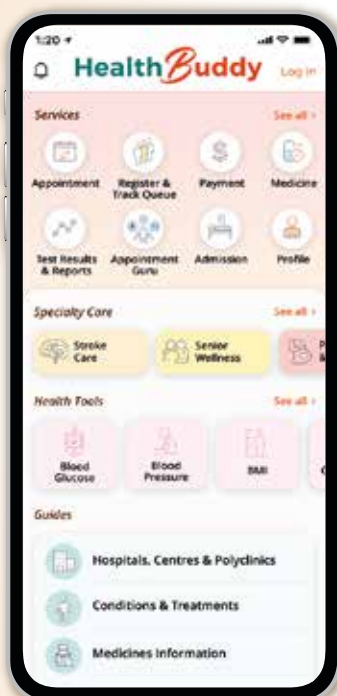 1:20
HealthBuddy
Log in
Services
See all ›
Appointment
Register &
Track Queue
Payment
Medicine
Test Results
& Reports
Appointment
Guru
Admission
Profile
Specialty Care
See all ›
Stroke
Care
Senior
Wellness
P
&
Health Tools
See all ›
Blood
Glucose
Blood
Pressure
BMI
Guides
Hospitals, Centres & Polyclinics
Conditions & Treatments
Medicines Information